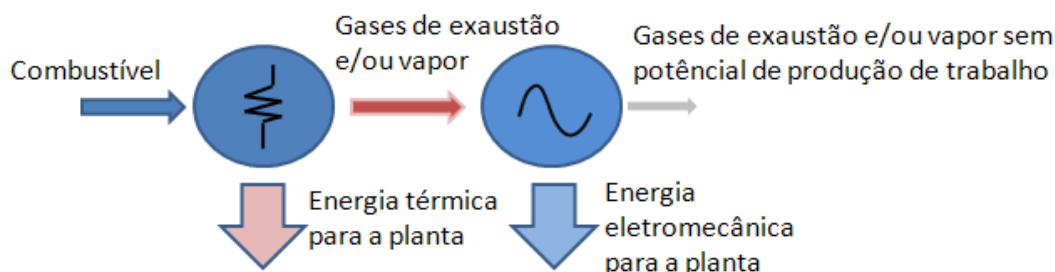 Combustível
Gases de exaustão
e/ou vapor
Gases de exaustão e/ou vapor sem
potêncial de produção de trabalho
Energia térmica
para a planta
Energia
eletromecânica
para a planta